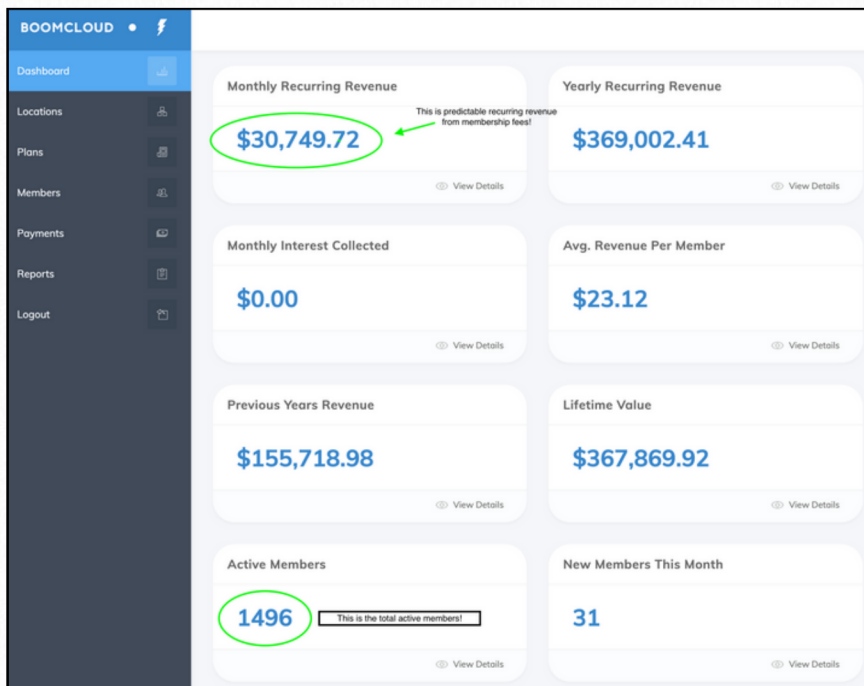 BOOMCLOUD
Dashboard
Locations
Plans
Members
Payments
Reports
Logout
Monthly Recurring Revenue
$30,749.72
This is predictable recurring revenue
from membership fees!
View Details
Yearly Recurring Revenue
$369,002.41
View Details
Monthly Interest Collected
$0.00
View Details
Avg. Revenue Per Member
$23.12
View Details
Previous Years Revenue
$155,718.98
View Details
Lifetime Value
$367,869.92
View Details
Active Members
1496
This is the total active members!
View Details
New Members This Month
31
View Details